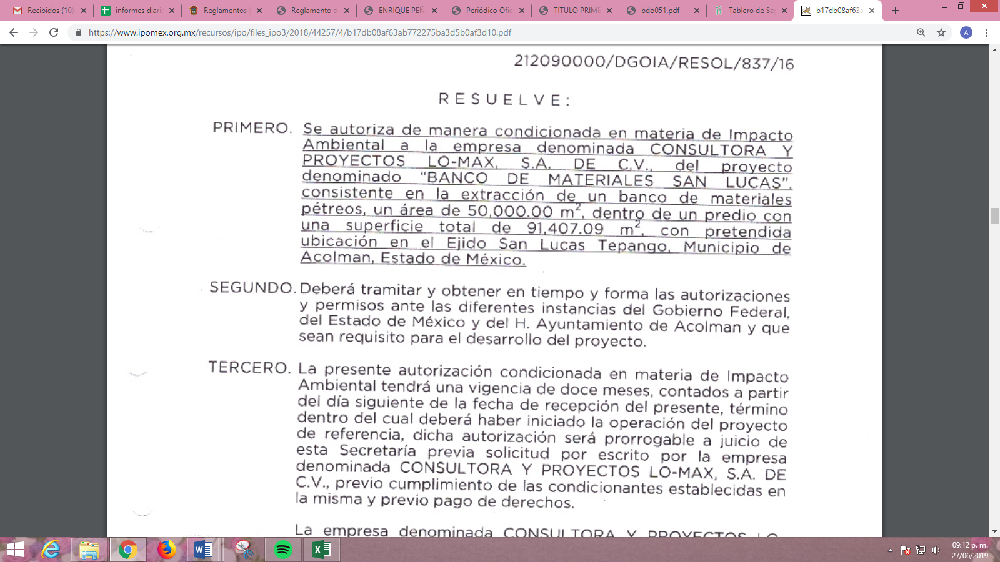 Recibidos (10)
informes diari
Reglamentos
Reglamento d
ENRIQUE PEÑ
Periódico Ofic
TÍTULO PRIME
bdo051.pdf
Tablero de Se
b17db08af63a
https://www.ipomex.org.mx/recursos/ipo/files_ipo3/2018/44257/4/b17db08af63ab772275ba3d5b0af3d10.pdf
A
212090000/DGOIA/RESOL/837/16
R E S U E L V E :
PRIMERO. Se autoriza de manera condicionada en materia de Impacto
Ambiental a la empresa denominada CONSULTORA Y
PROYECTOS LO-MAX, S.A. DE C.V., del proyecto
denominado “BANCO DE MATERIALES SAN LUCAS”,
consistente en la extracción de un banco de materiales
pétreos, un área de 50,000.00 m², dentro de un predio con
una superficie total de 91,407.09 m², con pretendida
ubicación en el Ejido San Lucas Tepango, Municipio de
Acolman, Estado de México.
SEGUNDO. Deberá tramitar y obtener en tiempo y forma las autorizaciones
y permisos ante las diferentes instancias del Gobierno Federal,
del Estado de México y del H. Ayuntamiento de Acolman y que
sean requisito para el desarrollo del proyecto.
TERCERO. La presente autorización condicionada en materia de Impacto
Ambiental tendrá una vigencia de doce meses, contados a partir
del día siguiente de la fecha de recepción del presente, término
dentro del cual deberá haber iniciado la operación del proyecto
de referencia, dicha autorización será prorrogable a juicio de
esta Secretaría previa solicitud por escrito por la empresa
denominada CONSULTORA Y PROYECTOS LO-MAX, S.A. DE
C.V., previo cumplimiento de las condicionantes establecidas en
la misma y previo pago de derechos.
La empresa denominada CONSULTORA Y PROYECTOS LO-
09:12 p. m.
27/06/2019